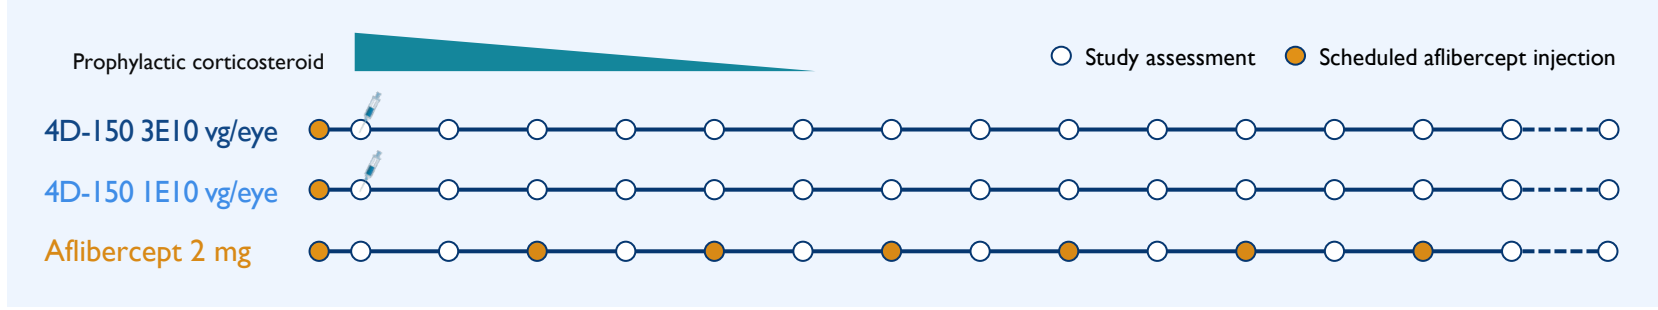 Prophylactic corticosteroid
Study assessment
Scheduled aflibercept injection
4D-150 3E10 vg/eye
4D-150 1E10 vg/eye
Aflibercept 2 mg